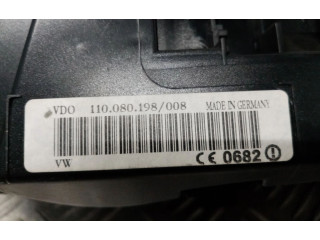 VDO 110.080.198/008 MADE IN GERMANY
VW CE 0682